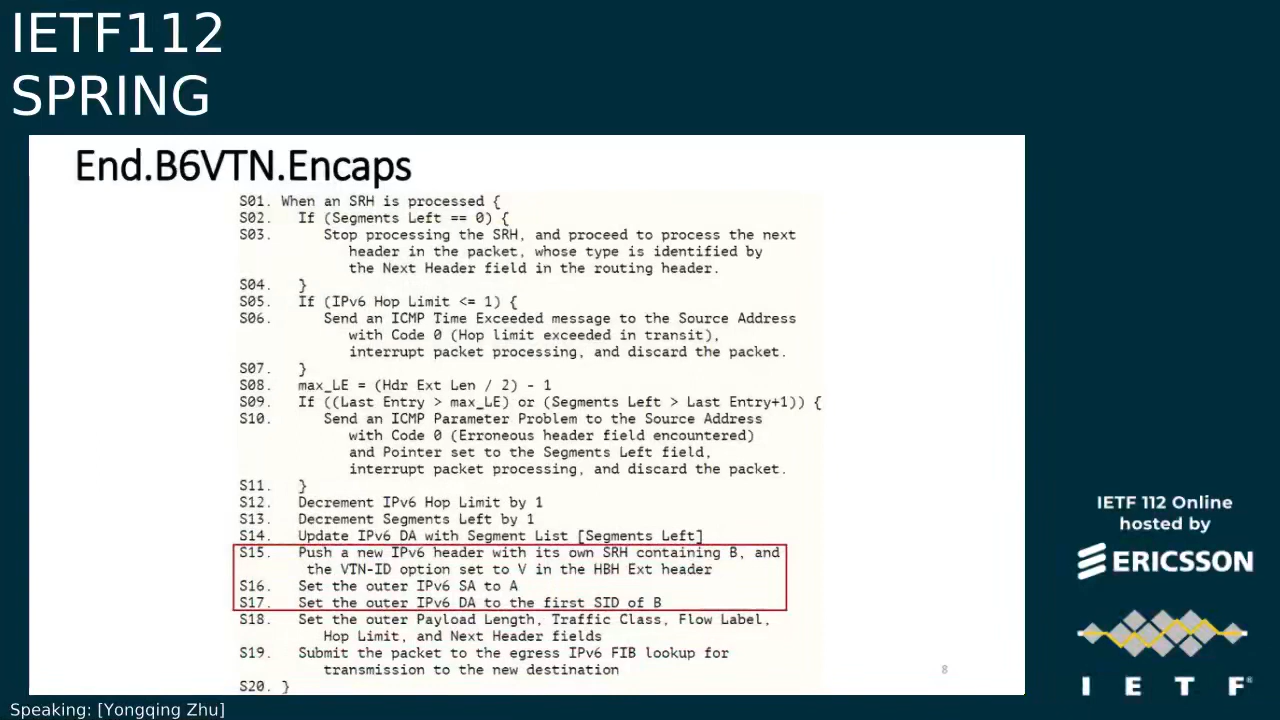 IETF112
SPRING
End.B6VTN.Encaps
S01. When an SRH is processed {
S02. If (Segments Left == 0) {
S03. Stop processing the SRH, and proceed to process the next
header in the packet, whose type is identified by
the Next Header field in the routing header.
S04. }
S05. If (IPv6 Hop Limit <= 1) {
S06. Send an ICMP Time Exceeded message to the Source Address
with Code 0 (Hop limit exceeded in transit),
interrupt packet processing, and discard the packet.
S07. }
S08. max_LE = (Hdr Ext Len / 2) - 1
S09. If ((Last Entry > max_LE) or (Segments Left > Last Entry+1)) {
S10. Send an ICMP Parameter Problem to the Source Address
with Code 0 (Erroneous header field encountered)
and Pointer set to the Segments Left field,
interrupt packet processing, and discard the packet.
S11. }
S12. Decrement IPv6 Hop Limit by 1
S13. Decrement Segments Left by 1
S14. Update IPv6 DA with Segment List [Segments Left]
S15. Push a new IPv6 header with its own SRH containing B, and
the VTN-ID option set to V in the HBH Ext header
S16. Set the outer IPv6 SA to A
S17. Set the outer IPv6 DA to the first SID of B
S18. Set the outer Payload Length, Traffic Class, Flow Label,
Hop Limit, and Next Header fields
S19. Submit the packet to the egress IPv6 FIB lookup for
transmission to the new destination
S20. }
8
IETF 112 Online
hosted by
ERICSSON
I E T F®
Speaking: [Yongqing Zhu]